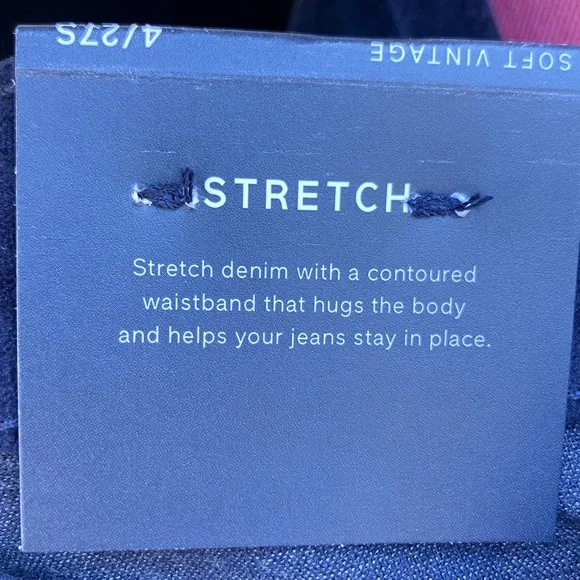 4/27S
SOFT VINTAGE
STRETCH
Stretch denim with a contoured
waistband that hugs the body
and helps your jeans stay in place.